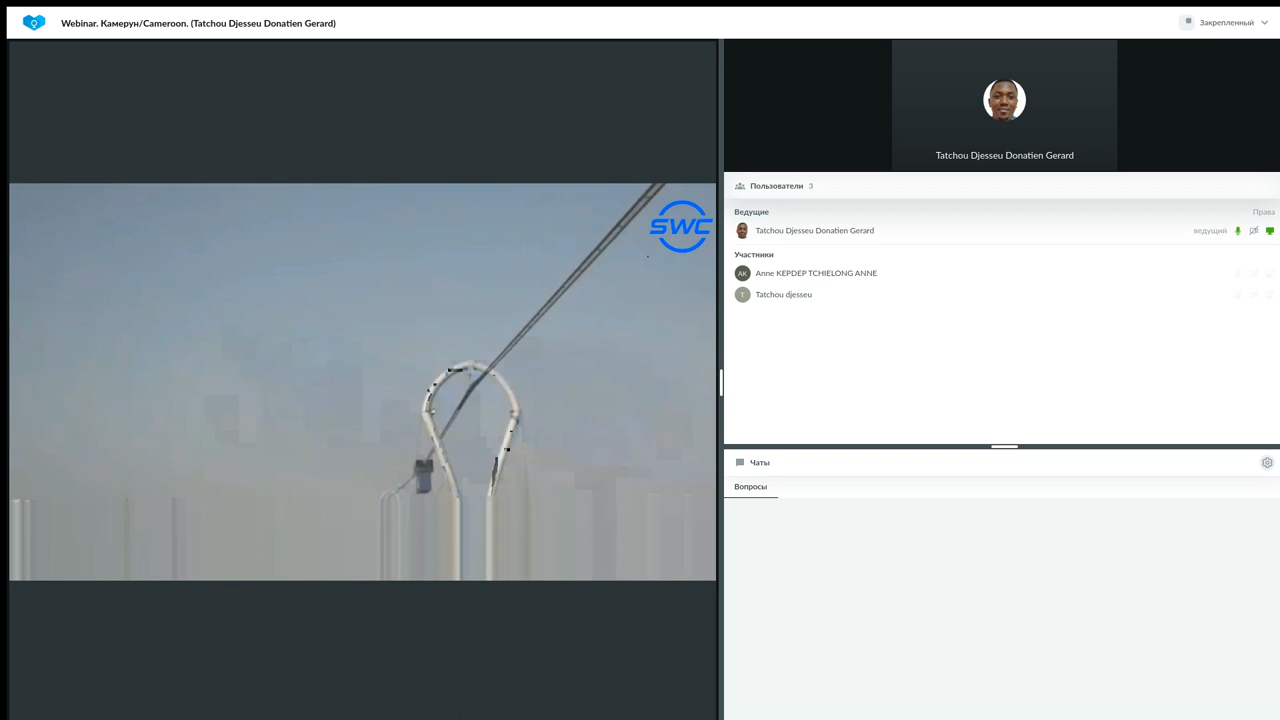 Webinar. Камерун/Cameroon. (Tatchou Djesseu Donatien Gerard)
Закрепленный
SWC
Tatchou Djesseu Donatien Gerard
Пользователи 3
Ведущие Права
Tatchou Djesseu Donatien Gerard ведущий
Участники
AK Anne KEPDEP TCHIELONG ANNE
T Tatchou djesseu
Чаты
Вопросы